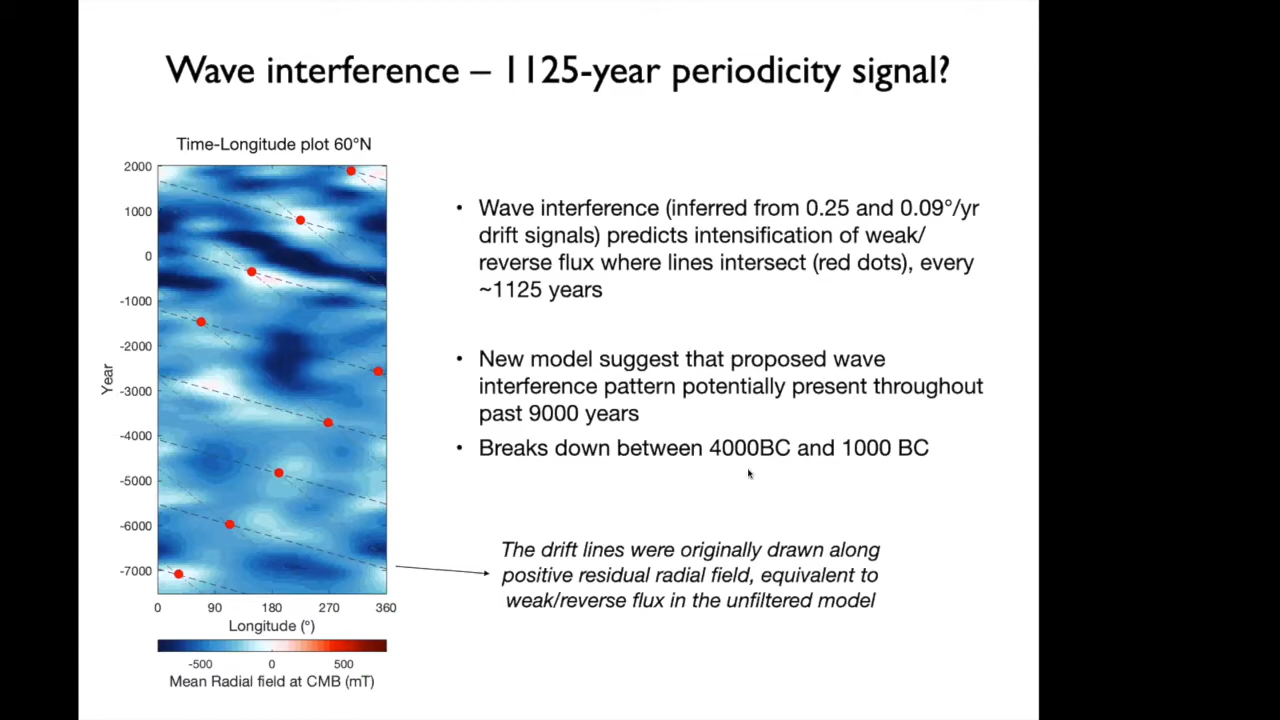 Wave interference – 1125-year periodicity signal?
Time-Longitude plot 60°N
2000
1000
0
-1000
-2000
-3000
-4000
-5000
-6000
-7000
Year
0 90 180 270 360
Longitude (°)
-500 0 500
Mean Radial field at CMB (mT)
• Wave interference (inferred from 0.25 and 0.09°/yr
drift signals) predicts intensification of weak/
reverse flux where lines intersect (red dots), every
~1125 years
• New model suggest that proposed wave
interference pattern potentially present throughout
past 9000 years
• Breaks down between 4000BC and 1000 BC
The drift lines were originally drawn along
positive residual radial field, equivalent to
weak/reverse flux in the unfiltered model